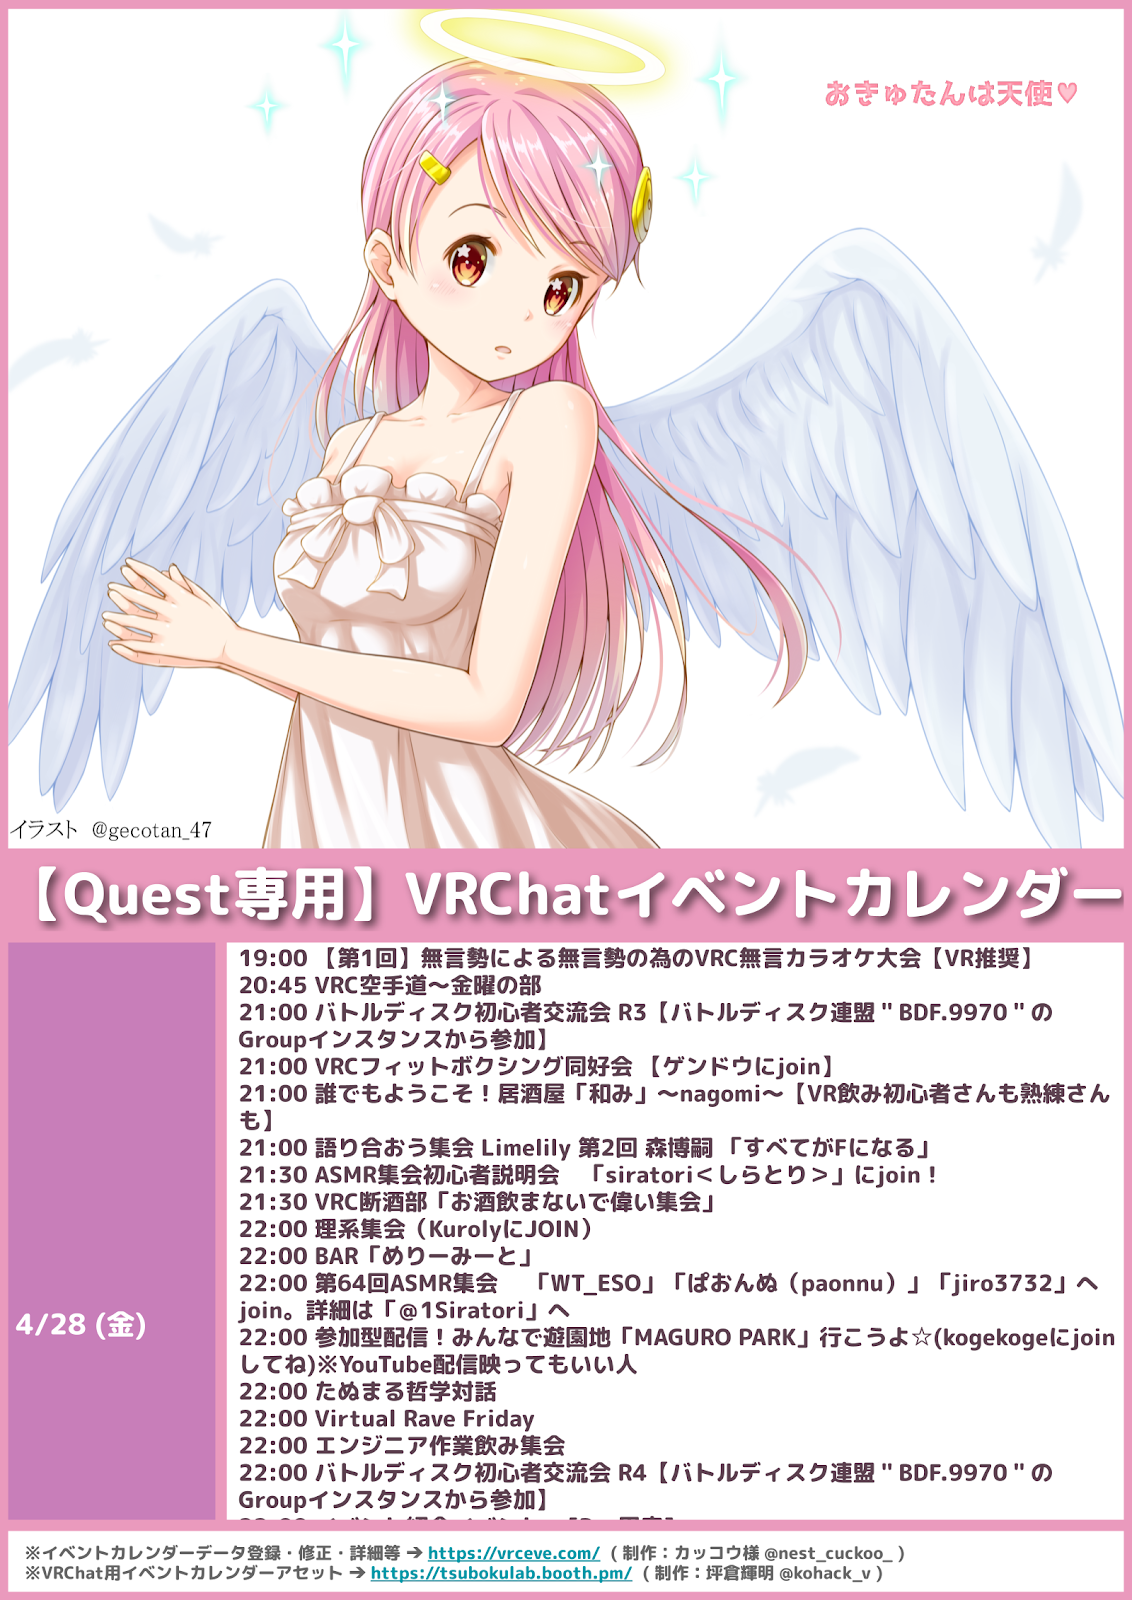 おきゅたんは天使♥
イラスト @gecotan_47
【Quest専用】VRChatイベントカレンダー
4/28 (金)
19:00 【第1回】無言勢による無言勢の為のVRC無言カラオケ大会【VR推奨】
20:45 VRC空手道～金曜の部
21:00 バトルディスク初心者交流会 R3【バトルディスク連盟 " BDF.9970 " の
Groupインスタンスから参加】
21:00 VRCフィットボクシング同好会 【ゲンドウにjoin】
21:00 誰でもようこそ！居酒屋「和み」～nagomi～【VR飲み初心者さんも熟練さん
も】
21:00 語り合おう集会 Limelily 第2回 森博嗣 「すべてがFになる」
21:30 ASMR集会初心者説明会　「siratori＜しらとり＞」にjoin！
21:30 VRC断酒部「お酒飲まないで偉い集会」
22:00 理系集会（KurolyにJOIN）
22:00 BAR「めりーみーと」
22:00 第64回ASMR集会　「WT_ESO」「ぱおんぬ（paonnu）」「jiro3732」へ
join。詳細は「@1Siratori」へ
22:00 参加型配信！みんなで遊園地「MAGURO PARK」行こうよ☆(kogekogeにjoin
してね)※YouTube配信映ってもいい人
22:00 たぬまる哲学対話
22:00 Virtual Rave Friday
22:00 エンジニア作業飲み集会
22:00 バトルディスク初心者交流会 R4【バトルディスク連盟 " BDF.9970 " の
Groupインスタンスから参加】
※イベントカレンダーデータ登録・修正・詳細等 ➔ https://vrceve.com/ （ 制作：カッコウ様 @nest_cuckoo_ ）
※VRChat用イベントカレンダーアセット ➔ https://tsubokulab.booth.pm/ （ 制作：坪倉輝明 @kohack_v ）